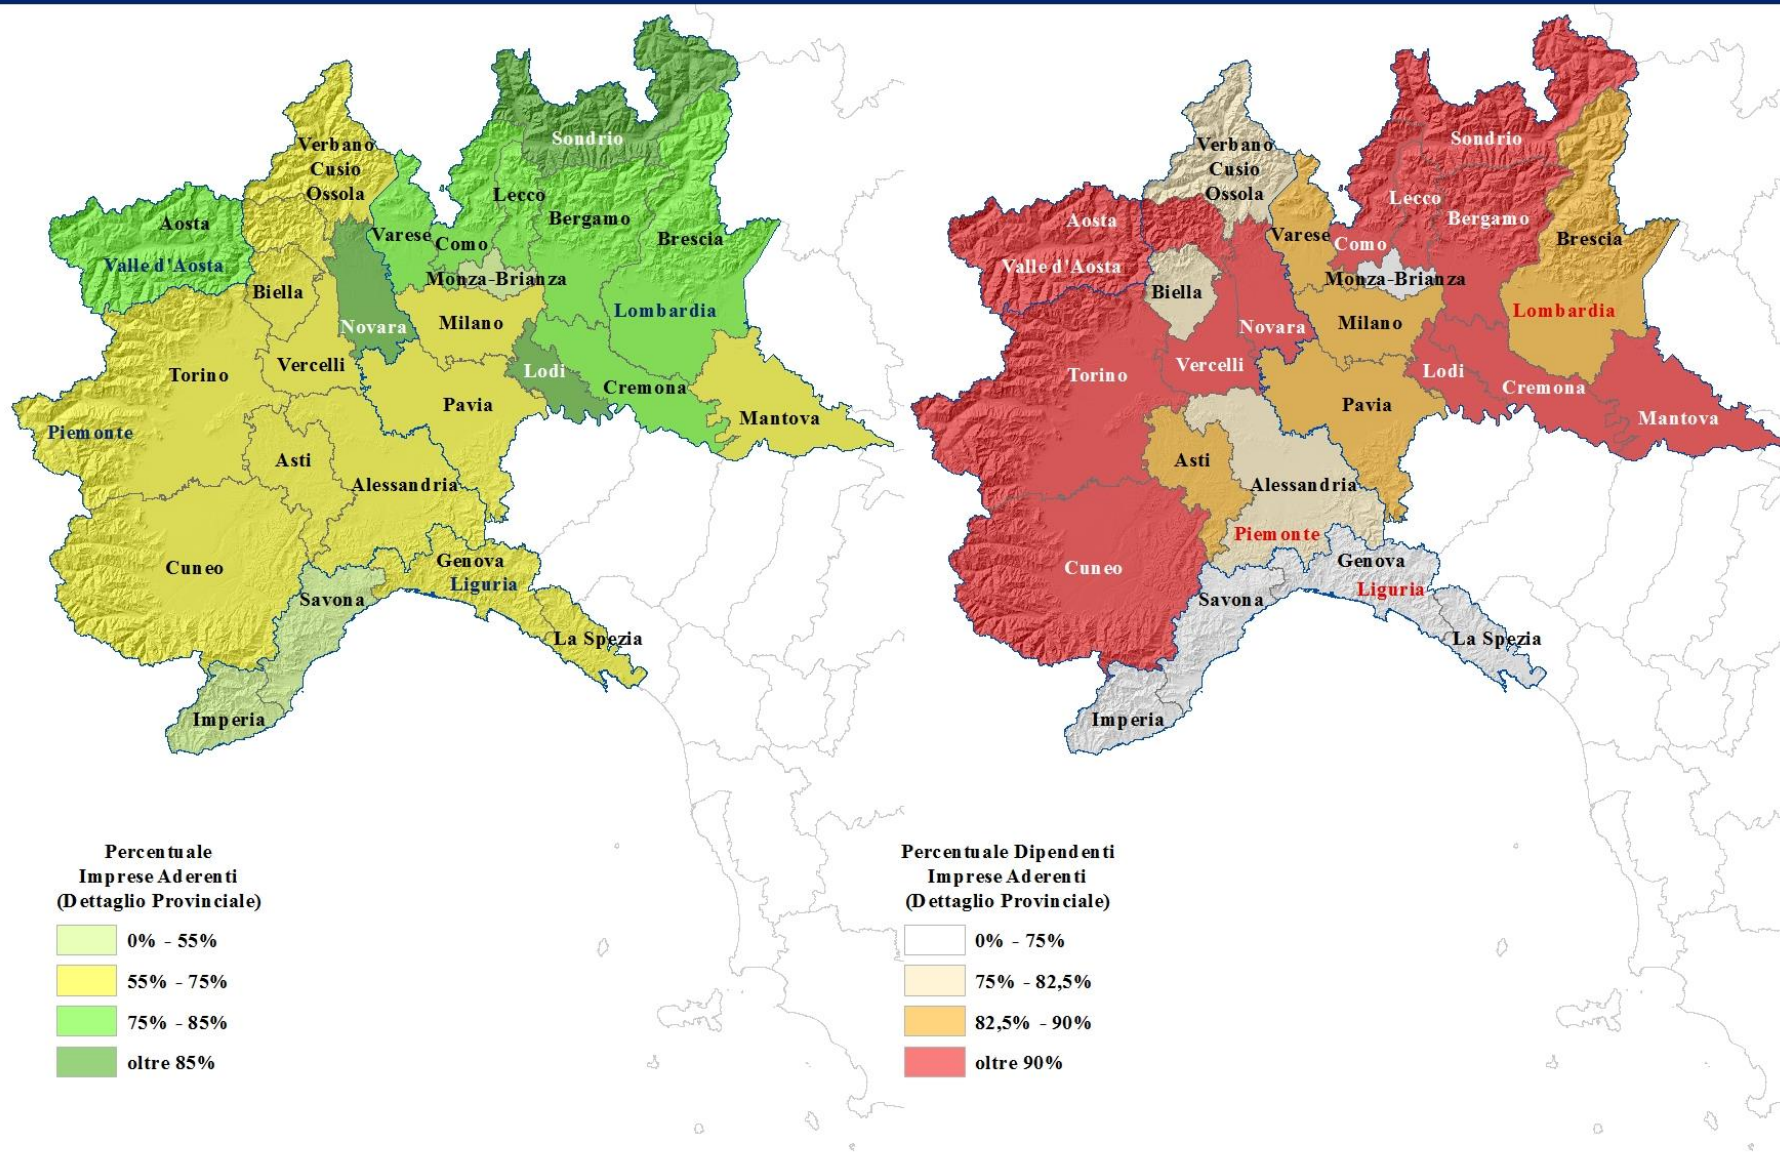 Verbano
Cusio
Ossola
Sondrio
Lecco
Bergamo
Aosta
Varese
Como
Brescia
Valle d'Aosta
Monza-Brianza
Biella
Lombardia
Novara
Milano
Vercelli
Torino
Lodi
Cremona
Pavia
Mantova
Piemonte
Asti
Alessandria
Cuneo
Genova
Liguria
Savona
La Spezia
Imperia
Percentuale
Imprese Aderenti
(Dettaglio Provinciale)
0% - 55%
55% - 75%
75% - 85%
oltre 85%
Verbano
Cusio
Ossola
Sondrio
Lecco
Bergamo
Aosta
Varese
Como
Brescia
Valle d'Aosta
Monza-Brianza
Biella
Lombardia
Novara
Milano
Vercelli
Torino
Lodi
Cremona
Pavia
Mantova
Asti
Alessandria
Piemonte
Cuneo
Genova
Liguria
Savona
La Spezia
Imperia
Percentuale Dipendenti
Imprese Aderenti
(Dettaglio Provinciale)
0% - 75%
75% - 82,5%
82,5% - 90%
oltre 90%